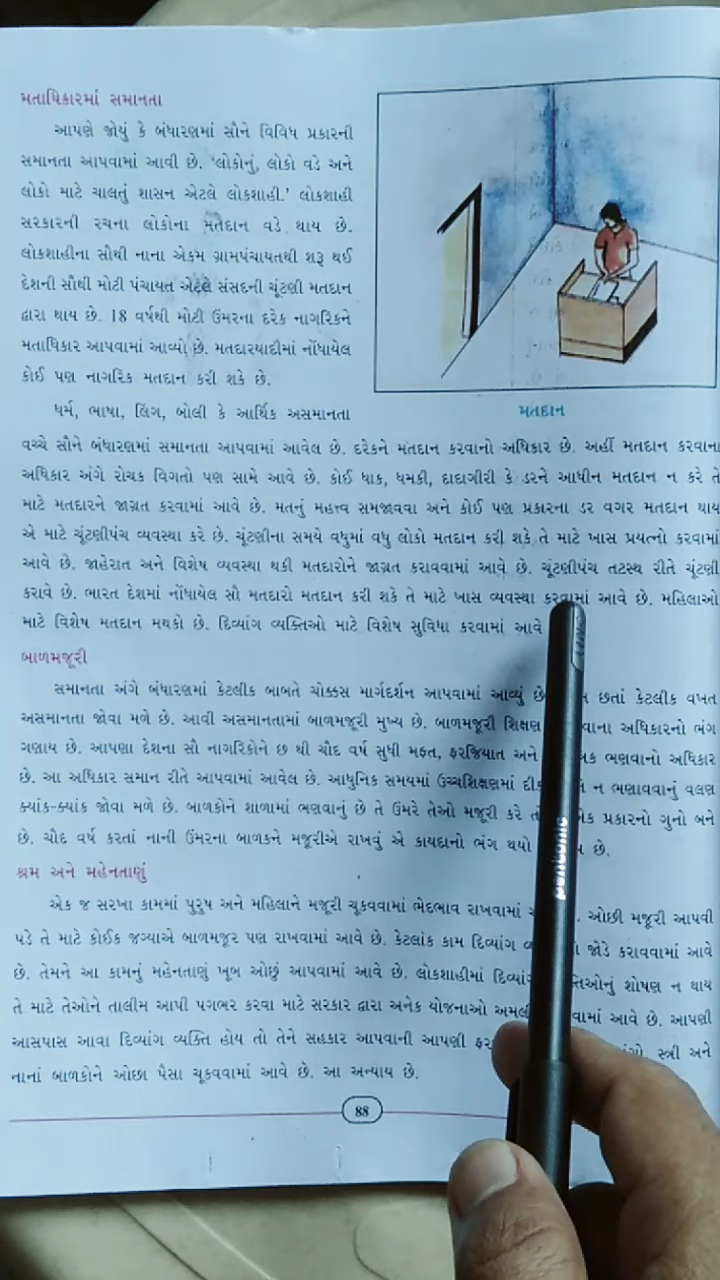 મતાધિકારમાં સમાનતા
આપણે જોયું કે બંધારણમાં સૌને વિવિધ પ્રકારની
સમાનતા આપવામાં આવી છે. ‘લોકોનું, લોકો વડે અને
લોકો માટે ચાલતું શાસન એટલે લોકશાહી.’ લોકશાહી
સરકારની રચના લોકોના મતદાન વડે થાય છે.
લોકશાહીના સૌથી નાના એકમ ગ્રામપંચાયતથી શરૂ થઈ
દેશની સૌથી મોટી પંચાયત એટલે સંસદની ચૂંટણી મતદાન
દ્વારા થાય છે. 18 વર્ષથી મોટી ઉંમરના દરેક નાગરિકને
મતાધિકાર આપવામાં આવ્યો છે. મતદારયાદીમાં નોંધાયેલ
કોઈ પણ નાગરિક મતદાન કરી શકે છે.
મતદાન
ધર્મ, ભાષા, લિંગ, બોલી કે આર્થિક અસમાનતા
વચ્ચે સૌને બંધારણમાં સમાનતા આપવામાં આવેલ છે. દરેકને મતદાન કરવાનો અધિકાર છે. અહીં મતદાન કરવાના
અધિકાર અંગે રોચક વિગતો પણ સામે આવે છે. કોઈ ધાક, ધમકી, દાદાગીરી કે ડરને આધીન મતદાન ન કરે તે
માટે મતદારને જાગ્રત કરવામાં આવે છે. મતનું મહત્ત્વ સમજાવવા અને કોઈ પણ પ્રકારના ડર વગર મતદાન થાય
એ માટે ચૂંટણીપંચ વ્યવસ્થા કરે છે. ચૂંટણીના સમયે વધુમાં વધુ લોકો મતદાન કરી શકે તે માટે ખાસ પ્રયત્નો કરવામાં
આવે છે. જાહેરાત અને વિશેષ વ્યવસ્થા થકી મતદારોને જાગ્રત કરાવવામાં આવે છે. ચૂંટણીપંચ તટસ્થ રીતે ચૂંટણી
કરાવે છે. ભારત દેશમાં નોંધાયેલ સૌ મતદારો મતદાન કરી શકે તે માટે ખાસ વ્યવસ્થા કરવામાં આવે છે. મહિલાઓ
માટે વિશેષ મતદાન મથકો છે. દિવ્યાંગ વ્યક્તિઓ માટે વિશેષ સુવિધા કરવામાં આવે
બાળમજૂરી
સમાનતા અંગે બંધારણમાં કેટલીક બાબતે ચોક્કસ માર્ગદર્શન આપવામાં આવ્યું છે છતાં કેટલીક વખત
અસમાનતા જોવા મળે છે. આવી અસમાનતામાં બાળમજૂરી મુખ્ય છે. બાળમજૂરી શિક્ષણ અધિકારનો ભંગ
ગણાય છે. આપણા દેશના સૌ નાગરિકોને છ થી ચૌદ વર્ષ સુધી મફત, ફરજિયાત અને ભણવાનો અધિકાર
છે. આ અધિકાર સમાન રીતે આપવામાં આવેલ છે. આધુનિક સમયમાં ઉચ્ચશિક્ષણમાં ન ભણાવવાનું વલણ
ક્યાંક-ક્યાંક જોવા મળે છે. બાળકોને શાળામાં ભણવાનું છે તે ઉંમરે તેઓ મજૂરી કરે પ્રકારનો ગુનો બને
છે. ચૌદ વર્ષ કરતાં નાની ઉંમરના બાળકને મજૂરીએ રાખવું એ કાયદાનો ભંગ થયો છે.
શ્રમ અને મહેનતાણું
એક જ સરખા કામમાં પુરુષ અને મહિલાને મજૂરી ચૂકવવામાં ભેદભાવ રાખવામાં ઓછી મજૂરી આપવી
પડે તે માટે કોઈક જગ્યાએ બાળમજૂર પણ રાખવામાં આવે છે. કેટલાંક કામ દિવ્યાંગ જોડે કરાવવામાં આવે
છે. તેમને આ કામનું મહેનતાણું ખૂબ ઓછું આપવામાં આવે છે. લોકશાહીમાં શોષણ ન થાય
તે માટે તેઓને તાલીમ આપી પગભર કરવા માટે સરકાર દ્વારા અનેક યોજનાઓ આવે છે. આપણી
આસપાસ આવા દિવ્યાંગ વ્યક્તિ હોય તો તેને સહકાર આપવાની આપણી સ્ત્રી અને
નાનાં બાળકોને ઓછા પૈસા ચૂકવવામાં આવે છે. આ અન્યાય છે.
88
pentonic